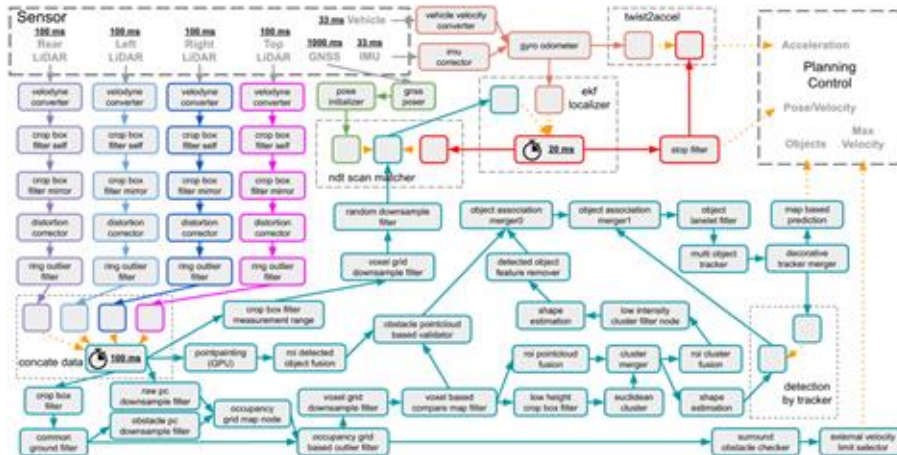 Sensor
100 ms
Rear
LiDAR
100 ms
Left
LiDAR
100 ms
Right
LiDAR
100 ms
Top
LiDAR
33 ms Vehicle
1000 ms
GNSS
33 ms
IMU
vehicle velocity
converter
imu
corrector
gyro odometer
twist2accel
Acceleration
Planning
Control
Pose/Velocity
Objects
Max
Velocity
velodyne
converter
velodyne
converter
velodyne
converter
velodyne
converter
pose
initializer
gnss
poser
ekf
localizer
crop box
filter self
crop box
filter self
crop box
filter self
crop box
filter self
20 ms
stop filter
ndt scan matcher
crop box
filter mirror
crop box
filter mirror
crop box
filter mirror
crop box
filter mirror
distortion
corrector
distortion
corrector
distortion
corrector
distortion
corrector
random downsample
filter
object association
merger0
object association
merger1
object
lanelet filter
map based
prediction
ring outlier
filter
ring outlier
filter
ring outlier
filter
ring outlier
filter
voxel grid
downsample filter
detected object
feature remover
multi object
tracker
decorative
tracker merger
crop box filter
measurement range
obstacle pointcloud
based validator
shape
estimation
low intensity
cluster filter node
concate data
100 ms
pointpainting
(GPU)
roi detected
object fusion
roi pointcloud
fusion
cluster
merger
roi cluster
fusion
detection
by tracker
crop box
filter
raw pc
downsample filter
obstacle pc
downsample filter
occupancy
grid map node
voxel grid
downsample filter
voxel based
compare map filter
low height
crop box filter
euclidean
cluster
shape
estimation
common
ground filter
occupancy grid
based outlier filter
surround
obstacle checker
external velocity
limit selector